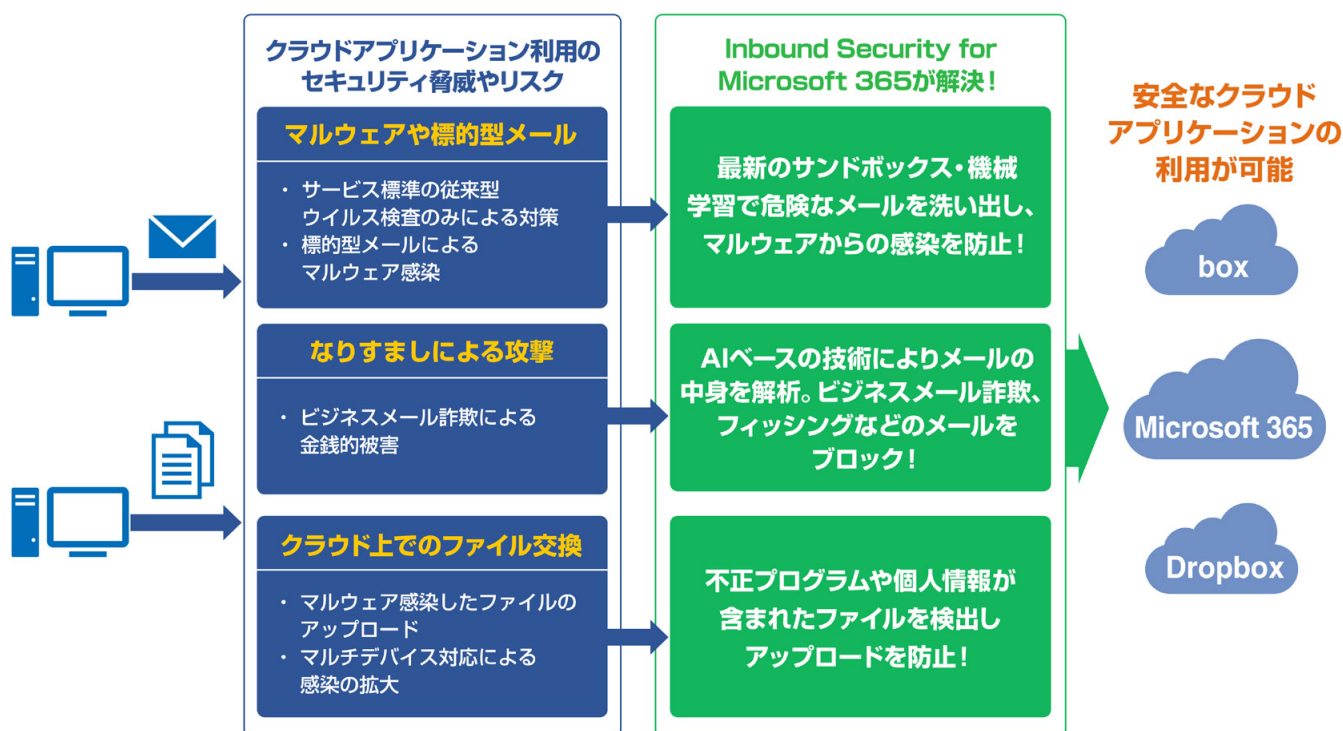 クラウドアプリケーション利用の
セキュリティ脅威やリスク
マルウェアや標的型メール
・ サービス標準の従来型
ウイルス検査のみによる対策
・ 標的型メールによる
マルウェア感染
なりすましによる攻撃
・ ビジネスメール詐欺による
金銭的被害
クラウド上でのファイル交換
・ マルウェア感染したファイルの
アップロード
・ マルチデバイス対応による
感染の拡大
Inbound Security for
Microsoft 365が解決！
最新のサンドボックス・機械
学習で危険なメールを洗い出し、
マルウェアからの感染を防止！
AIベースの技術によりメールの
中身を解析。ビジネスメール詐欺、
フィッシングなどのメールを
ブロック！
不正プログラムや個人情報が
含まれたファイルを検出し
アップロードを防止！
安全なクラウド
アプリケーションの
利用が可能
box
Microsoft 365
Dropbox